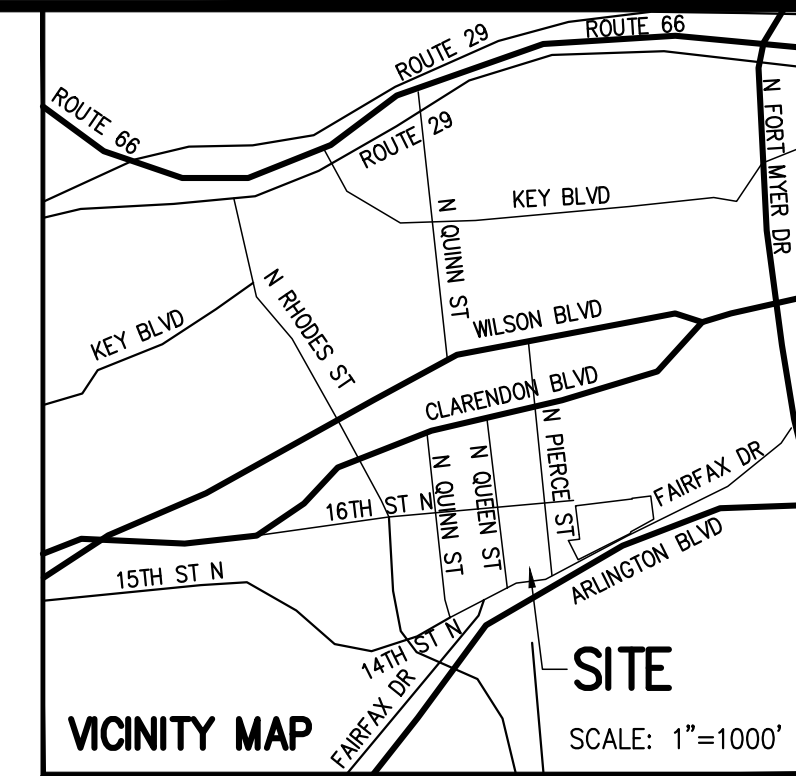 ROUTE 29
ROUTE 66
ROUTE 66
ROUTE 29
N FORT MYER DR
KEY BLVD
N QUINN ST
N RHODES ST
WILSON BLVD
KEY BLVD
CLARENDON BLVD
N PIERCE ST
N QUINN ST
N QUEEN ST
FAIRFAX DR
16TH ST N
ARLINGTON BLVD
15TH ST N
14TH ST N
FAIRFAX DR
SITE
VICINITY MAP
SCALE: 1"=1000'